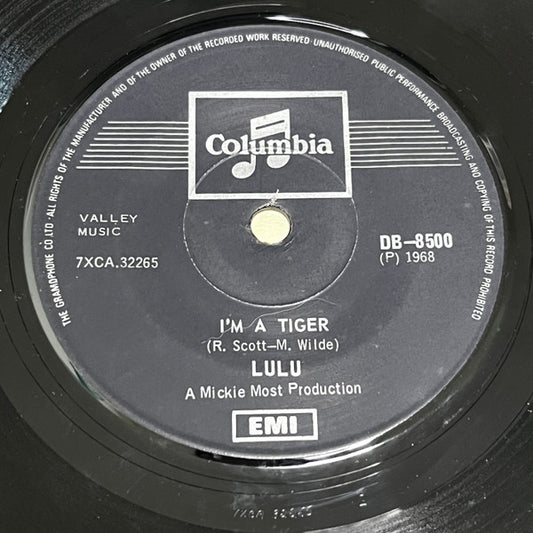 THE GRAMOPHONE CO.LTD · ALL RIGHTS OF THE MANUFACTURER AND OF THE OWNER OF THE RECORDED WORK RESERVED · UNAUTHORISED PUBLIC PERFORMANCE BROADCASTING AND COPYING OF THIS RECORD PROHIBITED
Columbia
VALLEY
MUSIC
7XCA.32265
DB–8500
(P) 1968
I'M A TIGER
(R. Scott–M. Wilde)
LULU
A Mickie Most Production
EMI